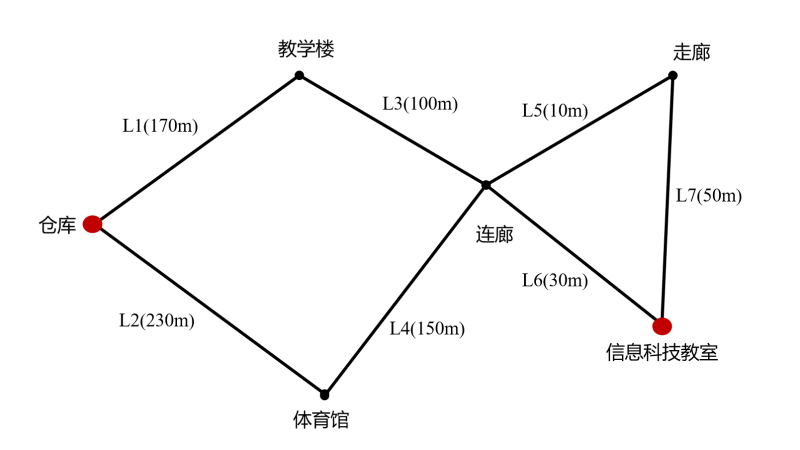 教学楼
走廊
L3(100m)
L5(10m)
L1(170m)
L7(50m)
仓库
连廊
L6(30m)
L2(230m)
L4(150m)
信息科技教室
体育馆